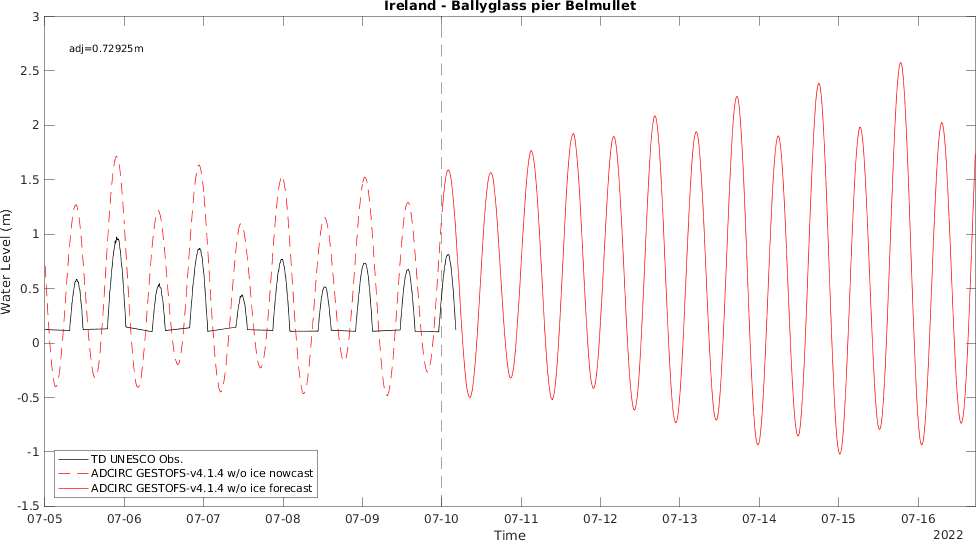 Ireland - Ballyglass pier Belmullet
adj=0.72925m
3
2.5
2
1.5
1
0.5
0
-0.5
-1
-1.5
Water Level (m)
TD UNESCO Obs.
ADCIRC GESTOFS-v4.1.4 w/o ice nowcast
ADCIRC GESTOFS-v4.1.4 w/o ice forecast
07-05 07-06 07-07 07-08 07-09 07-10 07-11 07-12 07-13 07-14 07-15 07-16
Time
2022